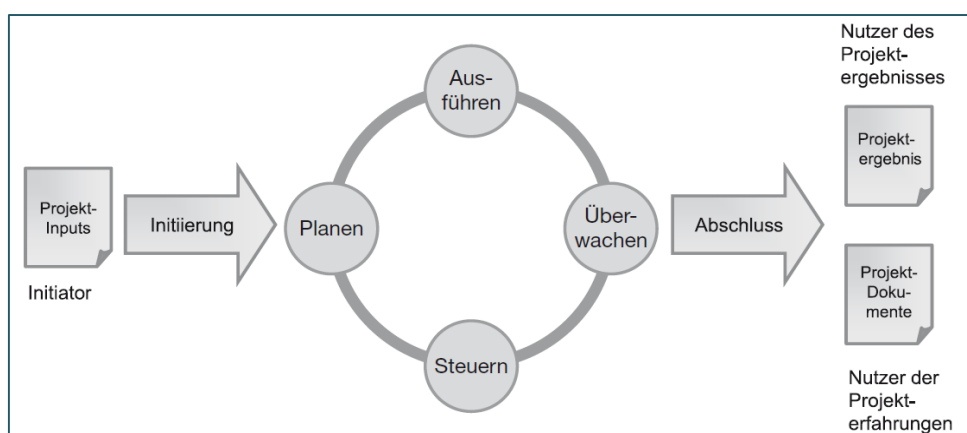 Projekt-
Inputs
Initiator
Initiierung
Planen
Aus-
führen
Über-
wachen
Steuern
Abschluss
Nutzer des
Projekt-
ergebnisses
Projekt-
ergebnis
Projekt-
Doku-
mente
Nutzer der
Projekt-
erfahrungen